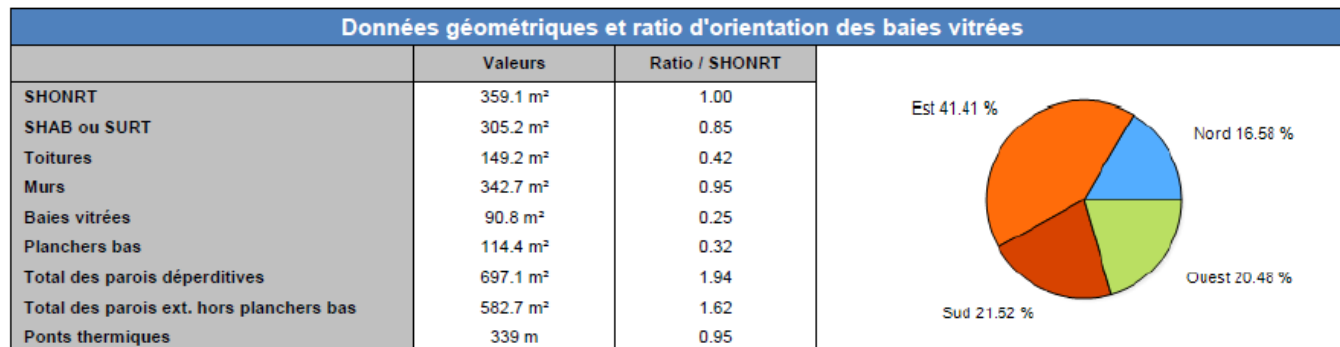 Données géométriques et ratio d'orientation des baies vitrées
Valeurs Ratio / SHONRT
SHONRT 359.1 m² 1.00
SHAB ou SURT 305.2 m² 0.85
Toitures 149.2 m² 0.42
Murs 342.7 m² 0.95
Baies vitrées 90.8 m² 0.25
Planchers bas 114.4 m² 0.32
Total des parois déperditives 697.1 m² 1.94
Total des parois ext. hors planchers bas 582.7 m² 1.62
Ponts thermiques 339 m 0.95
Est 41.41 %
Nord 16.58 %
Ouest 20.48 %
Sud 21.52 %